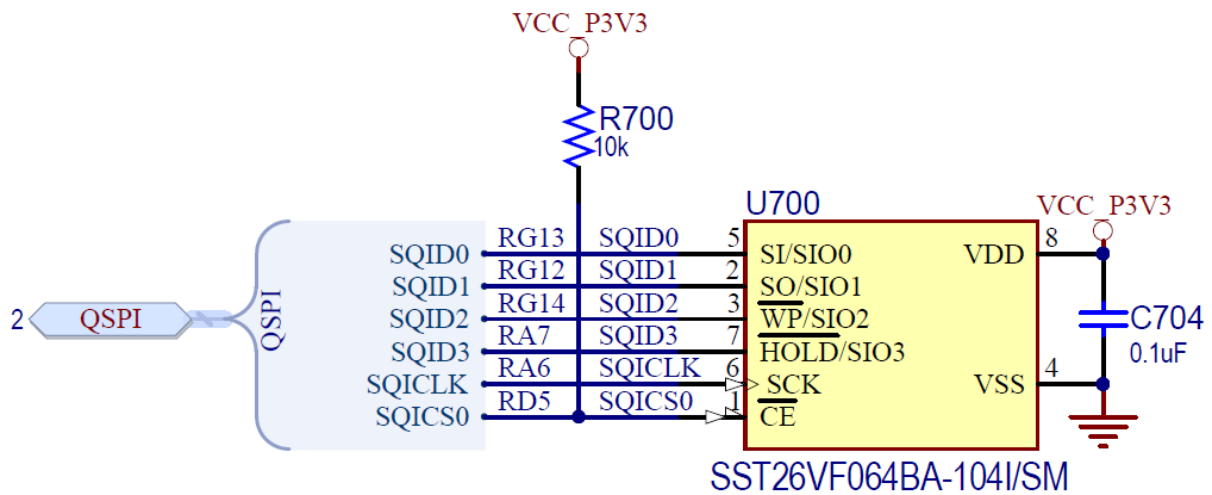 VCC_P3V3
R700
10k
U700
VCC_P3V3
RG13 SQID0 5 8
SQID0 SI/SIO0 VDD
RG12 SQID1 2
SQID1 SO/SIO1
RG14 SQID2 3
SQID2 WP/SIO2
C704
2 QSPI QSPI
RA7 SQID3 7
SQID3 HOLD/SIO3
0.1uF
RA6 SQICLK 6 4
SQICLK SCK VSS
RD5 SQICS0 1
SQICS0 CE
SST26VF064BA-104I/SM